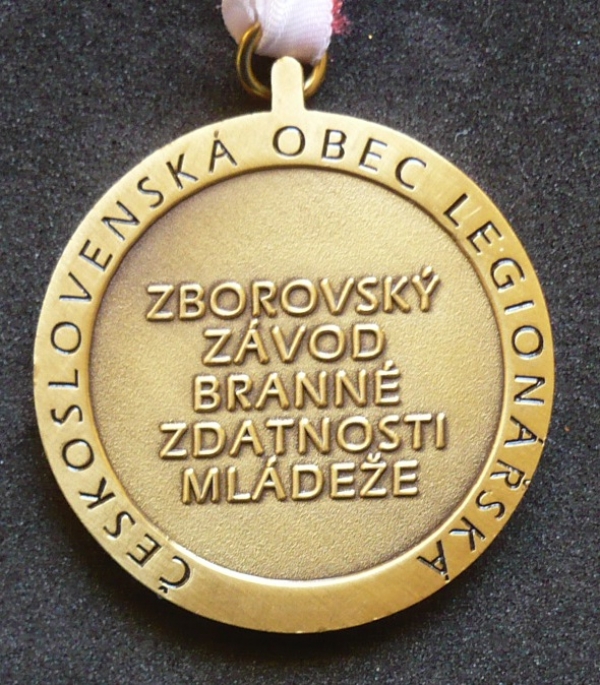 ČESKOSLOVENSKÁ OBEC LEGIONÁŘSKÁ
ZBOROVSKÝ
ZÁVOD
BRANNÉ
ZDATNOSTI
MLÁDEŽE